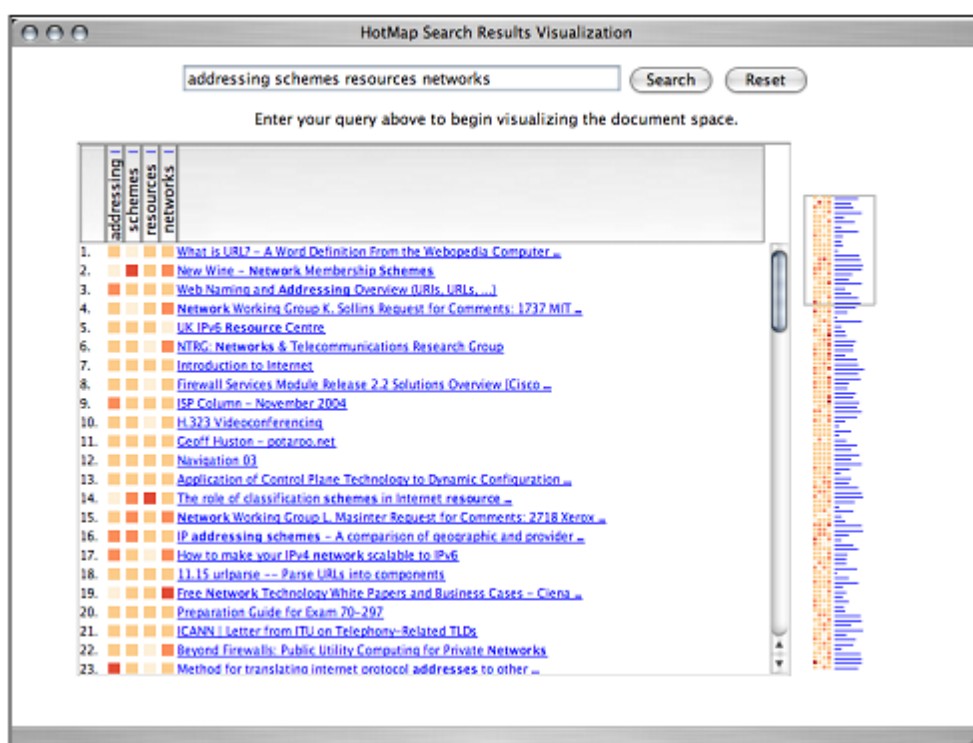 HotMap Search Results Visualization
addressing schemes resources networks Search Reset
Enter your query above to begin visualizing the document space.
addressing
schemes
resources
networks
1. What is URL? – A Word Definition From the Webopedia Computer ...
2. New Wine – Network Membership Schemes
3. Web Naming and Addressing Overview (URIs, URLs, ...)
4. Network Working Group K. Sollins Request for Comments: 1737 MIT ...
5. UK IPv6 Resource Centre
6. NTRG: Networks & Telecommunications Research Group
7. Introduction to Internet
8. Firewall Services Module Release 2.2 Solutions Overview [Cisco ...
9. ISP Column – November 2004
10. H.323 Videoconferencing
11. Geoff Huston – potaroo.net
12. Navigation 03
13. Application of Control Plane Technology to Dynamic Configuration ...
14. The role of classification schemes in Internet resource ...
15. Network Working Group L. Masinter Request for Comments: 2718 Xerox ...
16. IP addressing schemes – A comparison of geographic and provider ...
17. How to make your IPv4 network scalable to IPv6
18. 11.15 urlparse -- Parse URLs into components
19. Free Network Technology White Papers and Business Cases – Ciena ...
20. Preparation Guide for Exam 70-297
21. ICANN | Letter from ITU on Telephony-Related TLDs
22. Beyond Firewalls: Public Utility Computing for Private Networks
23. Method for translating internet protocol addresses to other ...